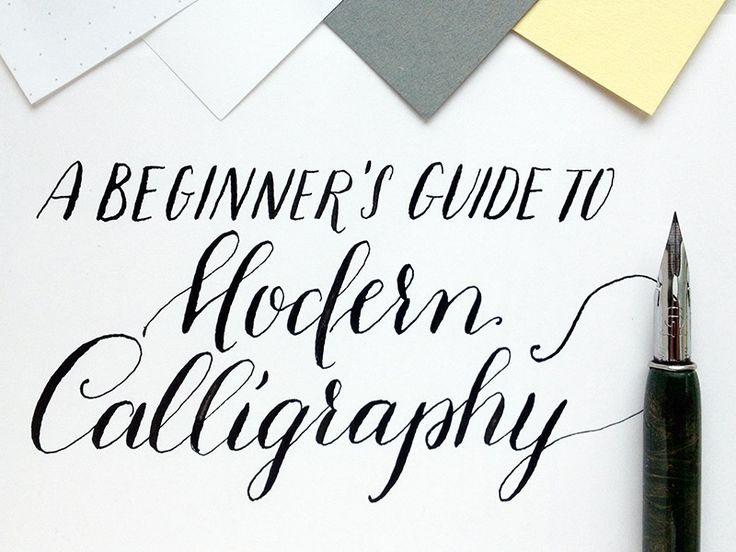 A BEGINNER'S GUIDE TO
Modern
Calligraphy